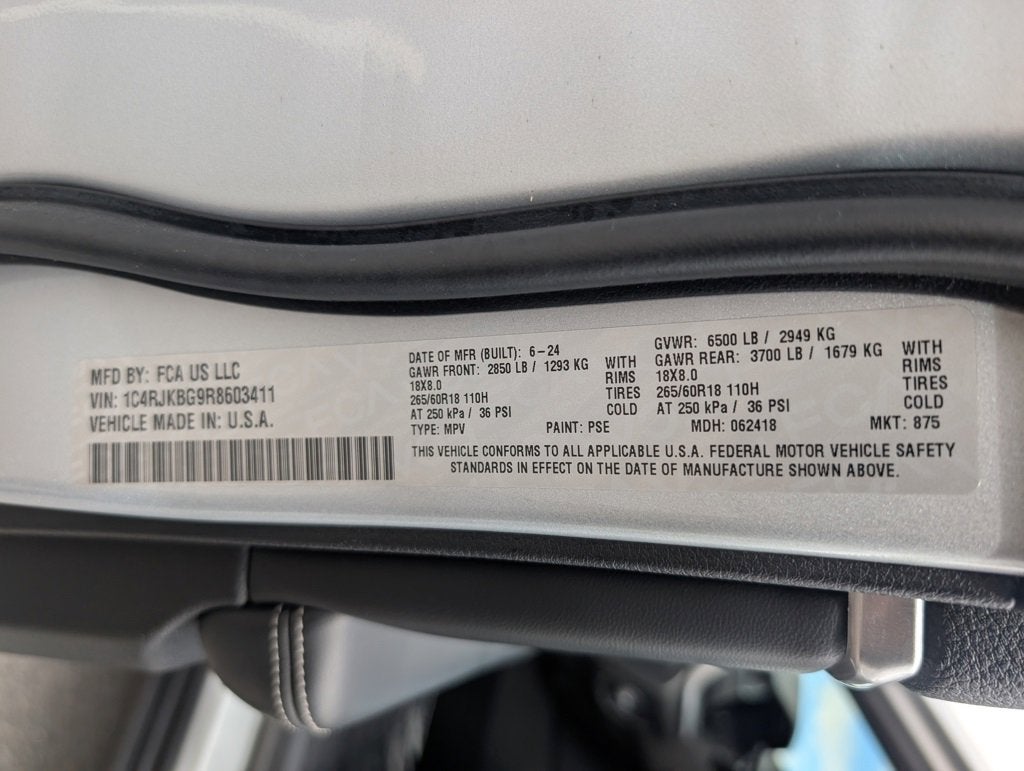 MFD BY: FCA US LLC
VIN: 1C4RJKBG9R8603411
VEHICLE MADE IN: U.S.A.
DATE OF MFR (BUILT): 6-24
GAWR FRONT: 2850 LB / 1293 KG WITH
18X8.0 RIMS
265/60R18 110H TIRES
AT 250 kPa / 36 PSI COLD
GVWR: 6500 LB / 2949 KG
GAWR REAR: 3700 LB / 1679 KG WITH
18X8.0 RIMS
265/60R18 110H TIRES
AT 250 kPa / 36 PSI COLD
TYPE: MPV PAINT: PSE MDH: 062418 MKT: 875
THIS VEHICLE CONFORMS TO ALL APPLICABLE U.S.A. FEDERAL MOTOR VEHICLE SAFETY
STANDARDS IN EFFECT ON THE DATE OF MANUFACTURE SHOWN ABOVE.